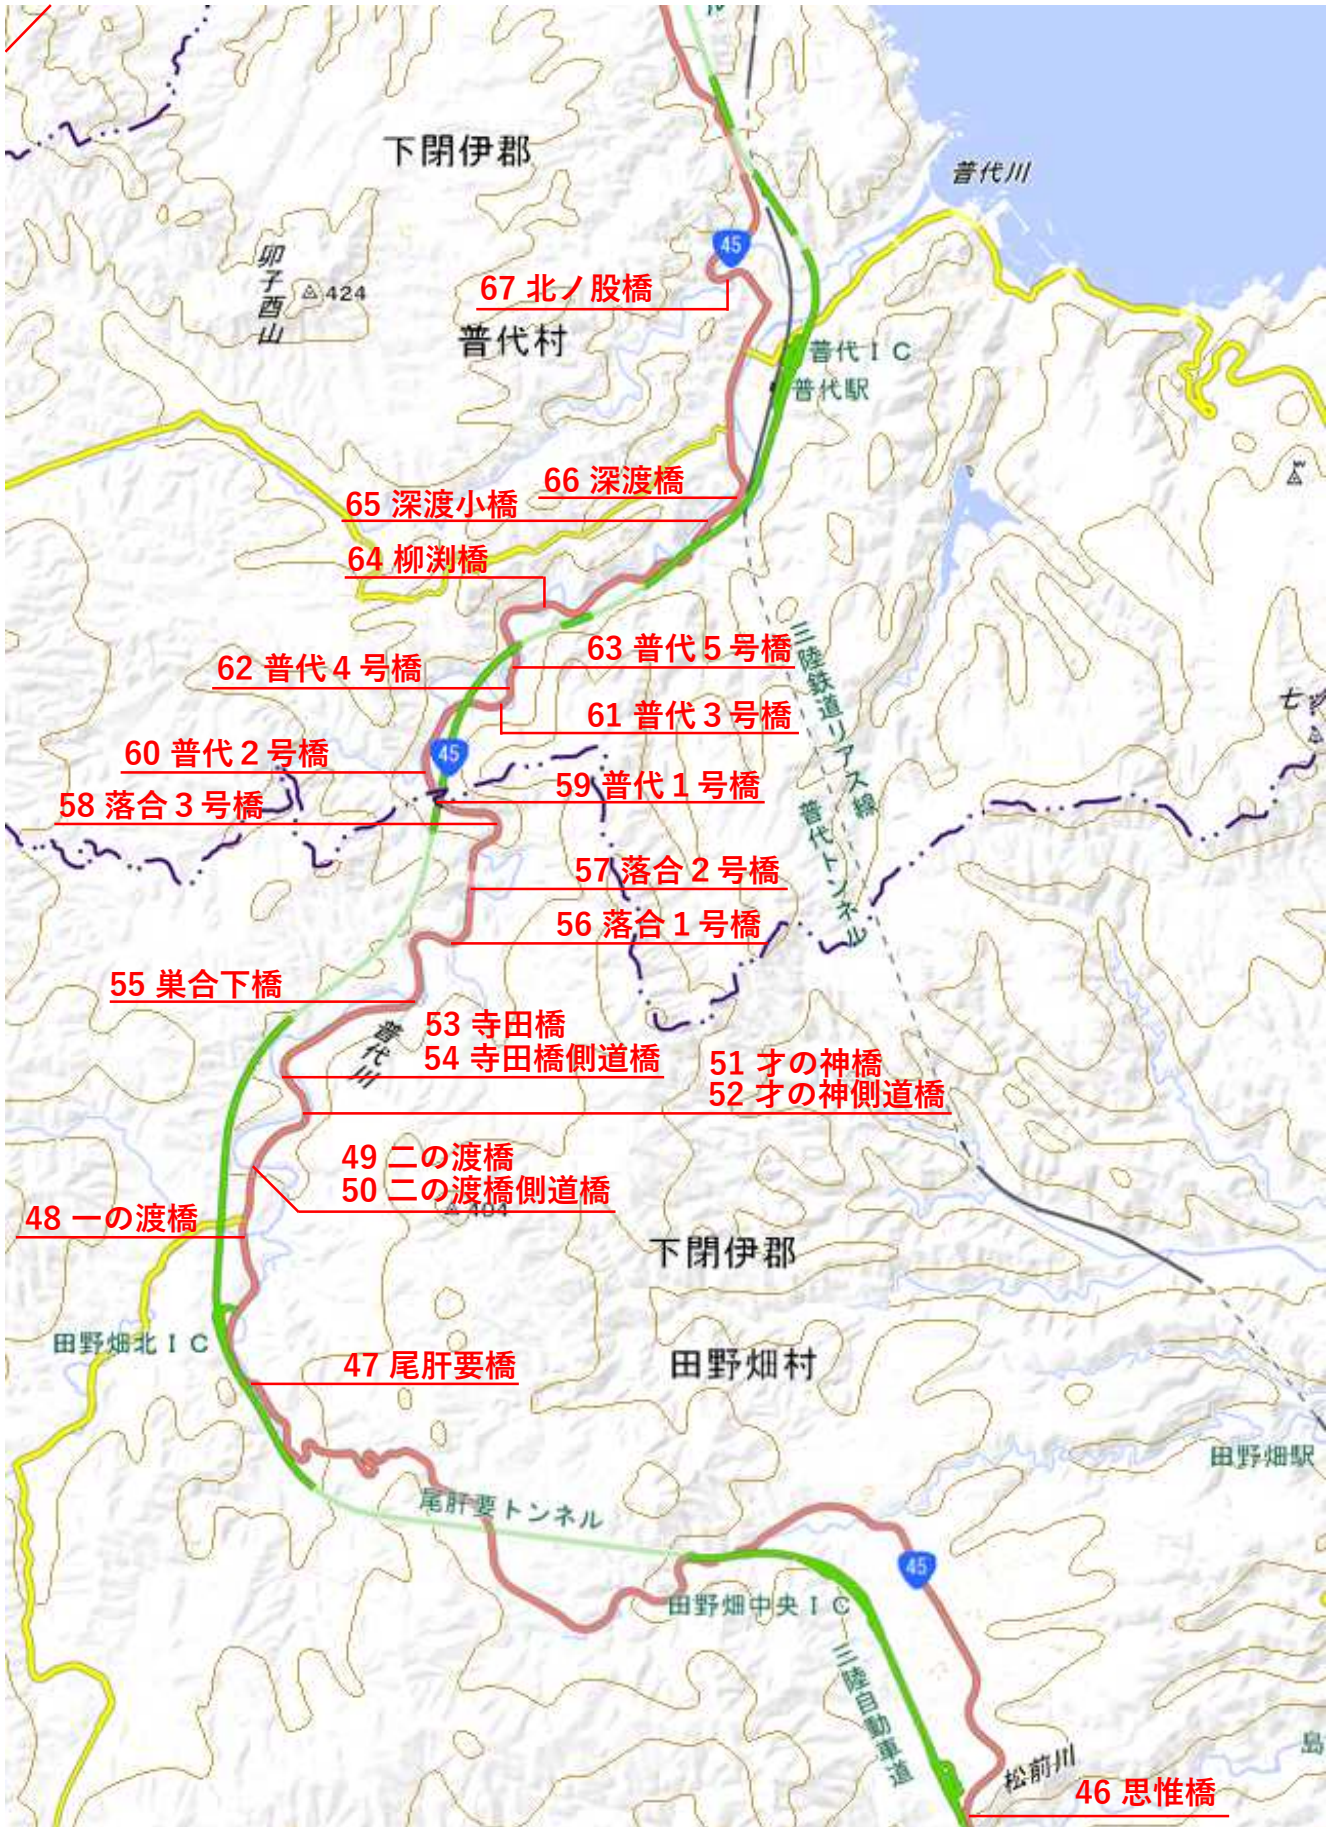 下閉伊郡
普代川
45
卯子酉山
424
67 北ノ股橋
普代村
普代ＩＣ
普代駅
66 深渡橋
65 深渡小橋
64 柳渕橋
63 普代５号橋
62 普代４号橋
三陸鉄道リアス線
普代トンネル
61 普代３号橋
60 普代２号橋
45
59 普代１号橋
58 落合３号橋
57 落合２号橋
56 落合１号橋
55 巣合下橋
普代川
53 寺田橋
54 寺田橋側道橋
51 才の神橋
52 才の神側道橋
49 二の渡橋
50 二の渡橋側道橋
48 一の渡橋
下閉伊郡
田野畑北ＩＣ
47 尾肝要橋
田野畑村
田野畑駅
尾肝要トンネル
45
田野畑中央ＩＣ
三陸自動車道
島
松前川
46 思惟橋